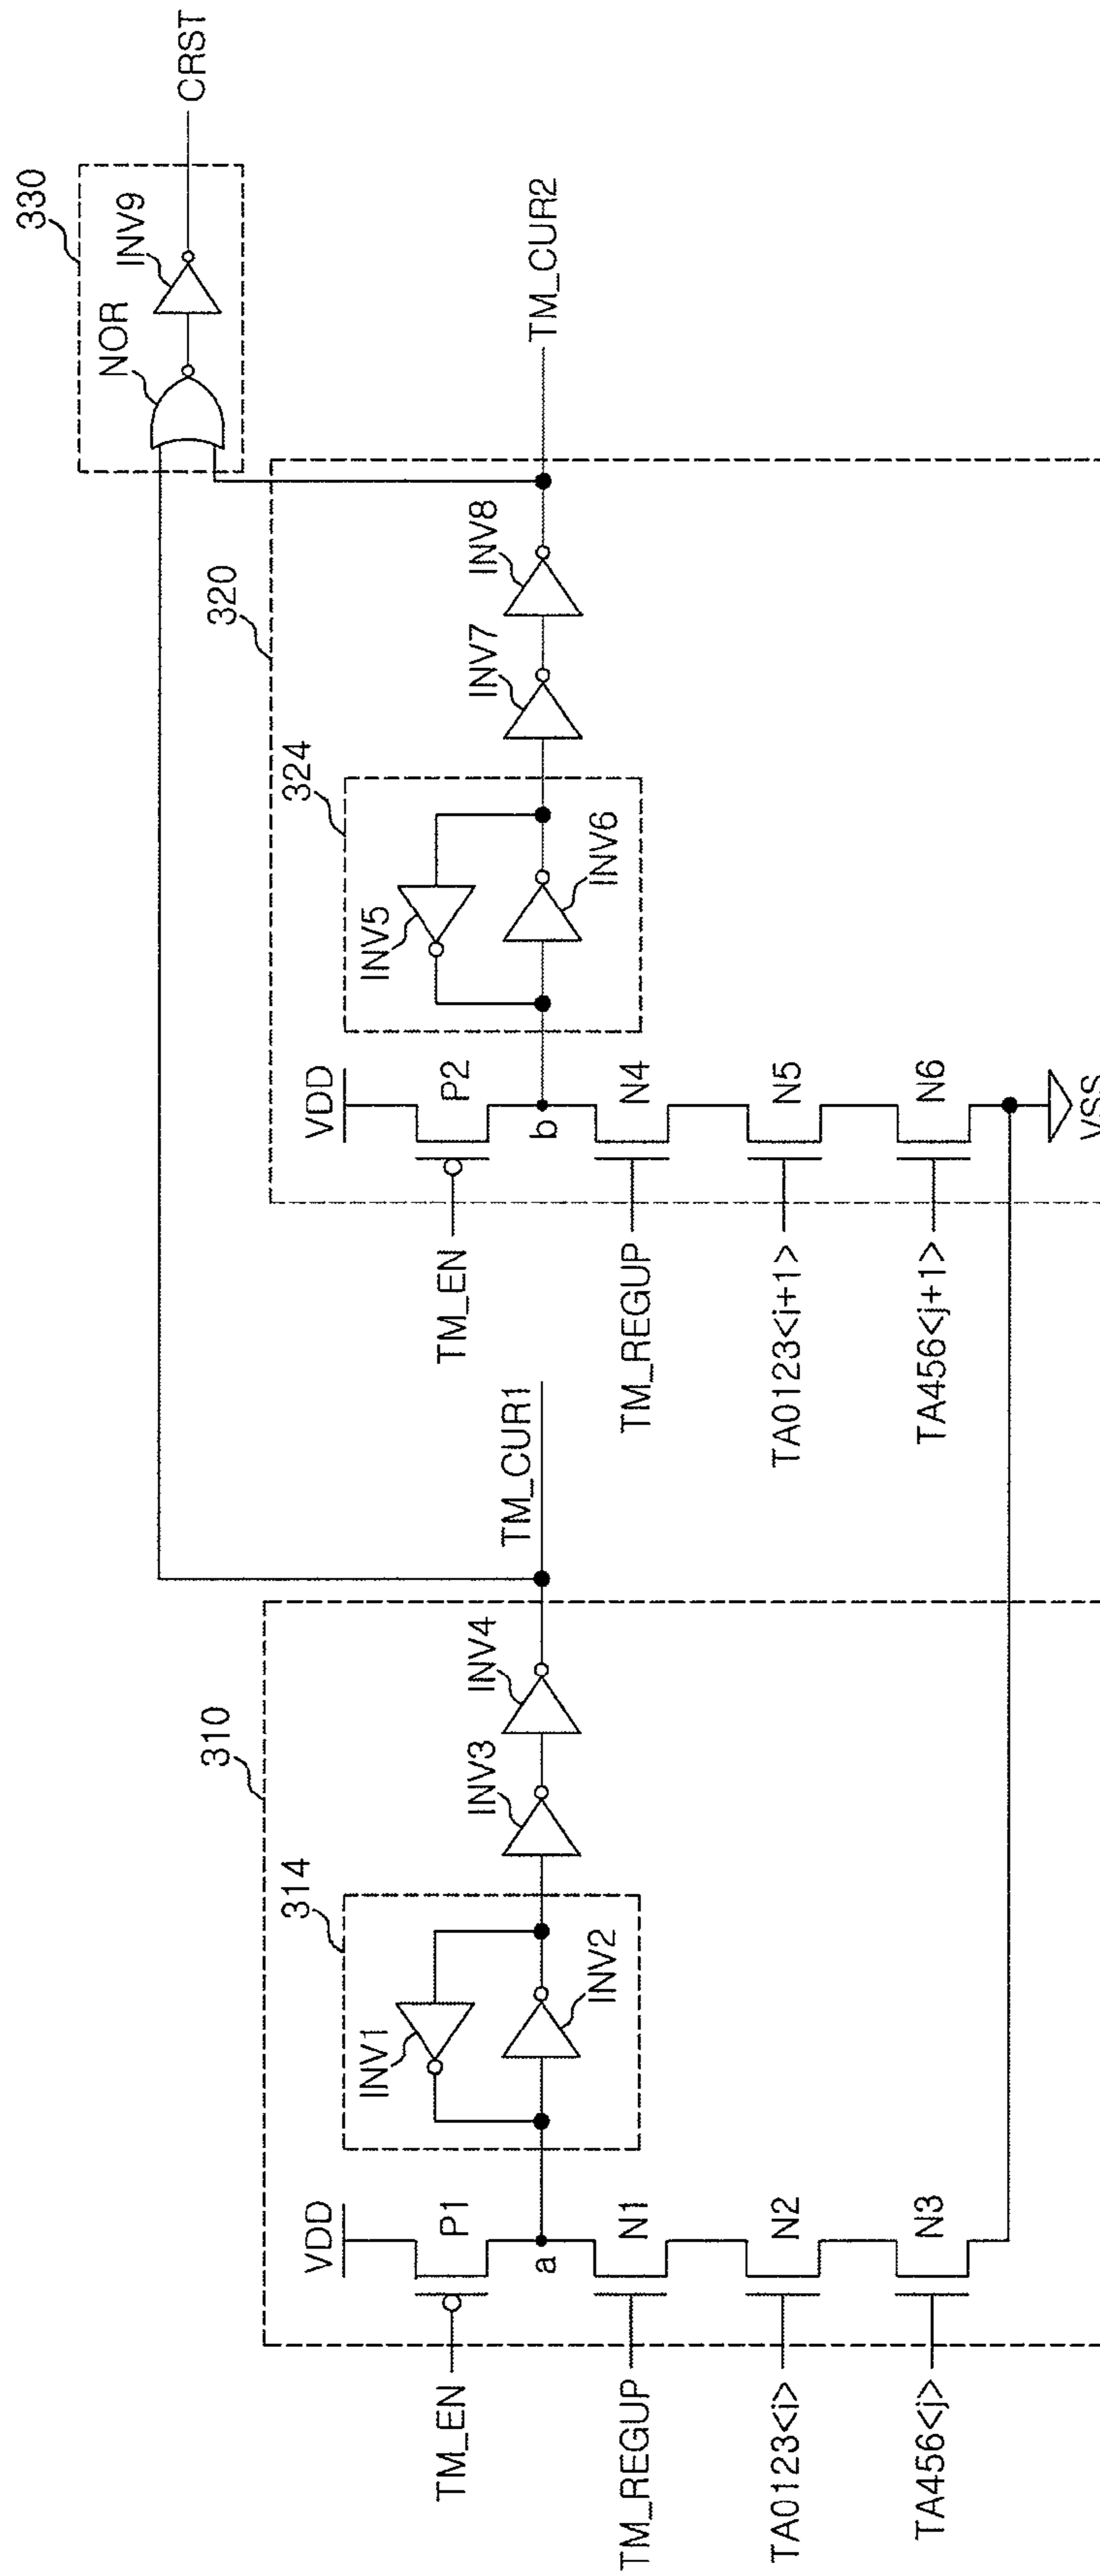 330
NOR
INV9
CRST
310
314
VDD
TM_EN
P1
a
INV1
INV2
INV3
INV4
TM_CUR1
TM_REGUP
N1
TA0123<i>
N2
TA456<j>
N3
320
324
VDD
TM_EN
P2
b
INV5
INV6
INV7
INV8
TM_CUR2
TM_REGUP
N4
TA0123<i+1>
N5
TA456<j+1>
N6
VSS